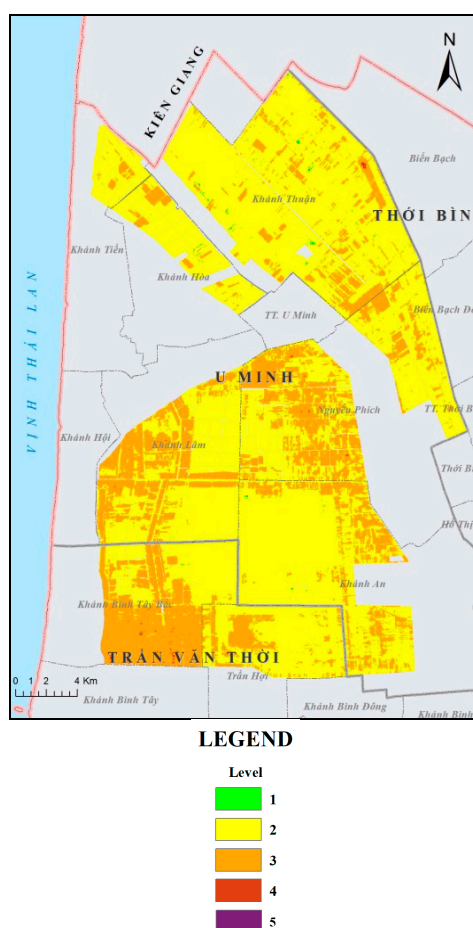 N
KIÊN GIANG
Biển Bạch
Khánh Thuận
THỚI BÌN
Khánh Tiến
Khánh Hòa
VỊNH THÁI LAN
Biển Bạch Đô
TT. U Minh
U MINH
Nguyễn Phích
TT. Thới B
Khánh Hội
Khánh Lâm
Thới B
Hồ Thị
Khánh An
Khánh Bình Tây Bắc
TRẦN VĂN THỜI
Trần Hợi
0 1 2 4 Km
Khánh Bình Tây
Khánh Bình Đông
Khánh Bình
LEGEND
Level
1
2
3
4
5